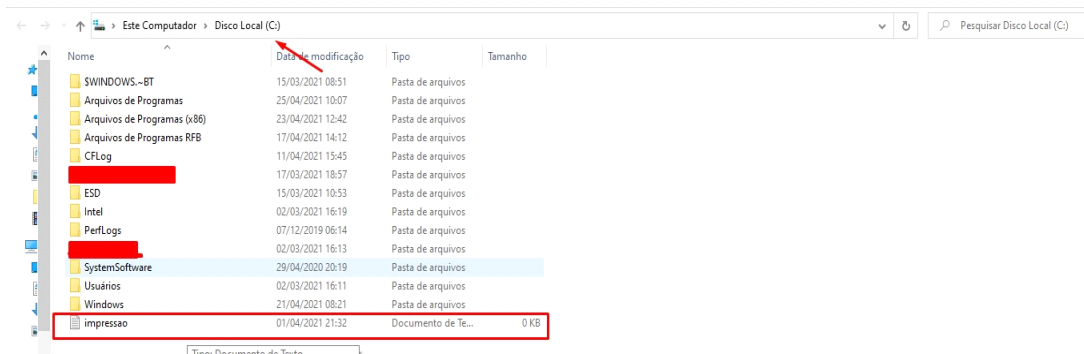 Este Computador > Disco Local (C:)
Pesquisar Disco Local (C:)
Nome Data de modificação Tipo Tamanho
$WINDOWS.~BT 15/03/2021 08:51 Pasta de arquivos
Arquivos de Programas 25/04/2021 10:07 Pasta de arquivos
Arquivos de Programas (x86) 23/04/2021 12:42 Pasta de arquivos
Arquivos de Programas RFB 17/04/2021 14:12 Pasta de arquivos
CFLog 11/04/2021 15:45 Pasta de arquivos
17/03/2021 18:57 Pasta de arquivos
ESD 15/03/2021 10:53 Pasta de arquivos
Intel 02/03/2021 16:19 Pasta de arquivos
PerfLogs 07/12/2019 06:14 Pasta de arquivos
02/03/2021 16:13 Pasta de arquivos
SystemSoftware 29/04/2020 20:19 Pasta de arquivos
Usuários 02/03/2021 16:11 Pasta de arquivos
Windows 21/04/2021 08:21 Pasta de arquivos
impressao 01/04/2021 21:32 Documento de Te... 0 KB
Tipo: Documento de Texto